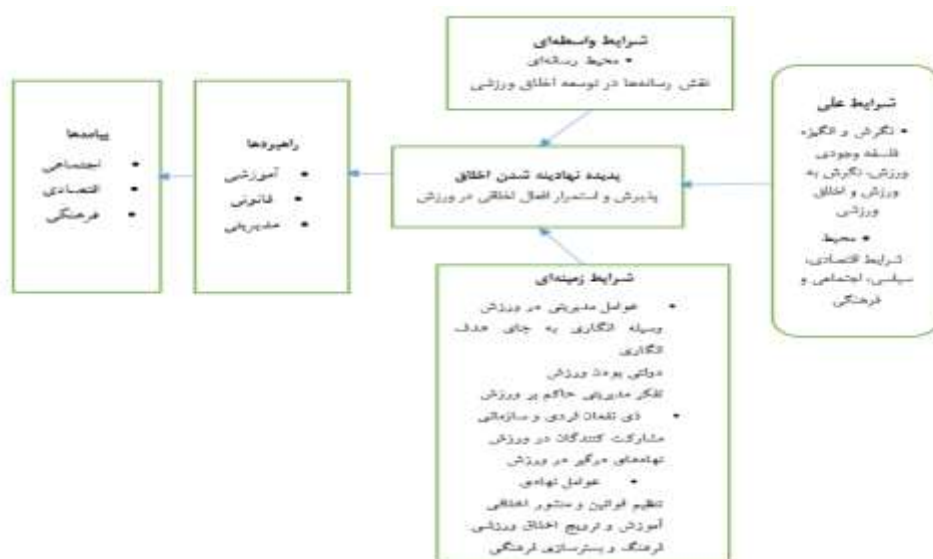 شرایط واسطه‌ای
• محیط رسانه‌ای
نقش رسانه‌ها در توسعه اخلاق ورزشی
شرایط علی
• نگرش و انگیزه
فلسفه وجودی
ورزش، نگرش به
ورزش و اخلاق
ورزشی
• محیط
شرایط اقتصادی،
سیاسی، اجتماعی و
فرهنگی
پدیده نهادینه شدن اخلاق
پذیرش و استمرار افعال اخلاقی در ورزش
راهبردها
• آموزشی
• قانونی
• مدیریتی
پیامدها
• اجتماعی
• اقتصادی
• فرهنگی
شرایط زمینه‌ای
• عوامل مدیریتی در ورزش
وسیله انگاری به جای هدف
انگاری
دولتی بودن ورزش
تفکر مدیریتی حاکم بر ورزش
• ذی نفعان فردی و سازمانی
مشارکت کنندگان در ورزش
نهادهای درگیر در ورزش
• عوامل نهادی
تنظیم قوانین و منشور اخلاقی
آموزش و ترویج اخلاق ورزشی
فرهنگ و بسترسازی فرهنگی